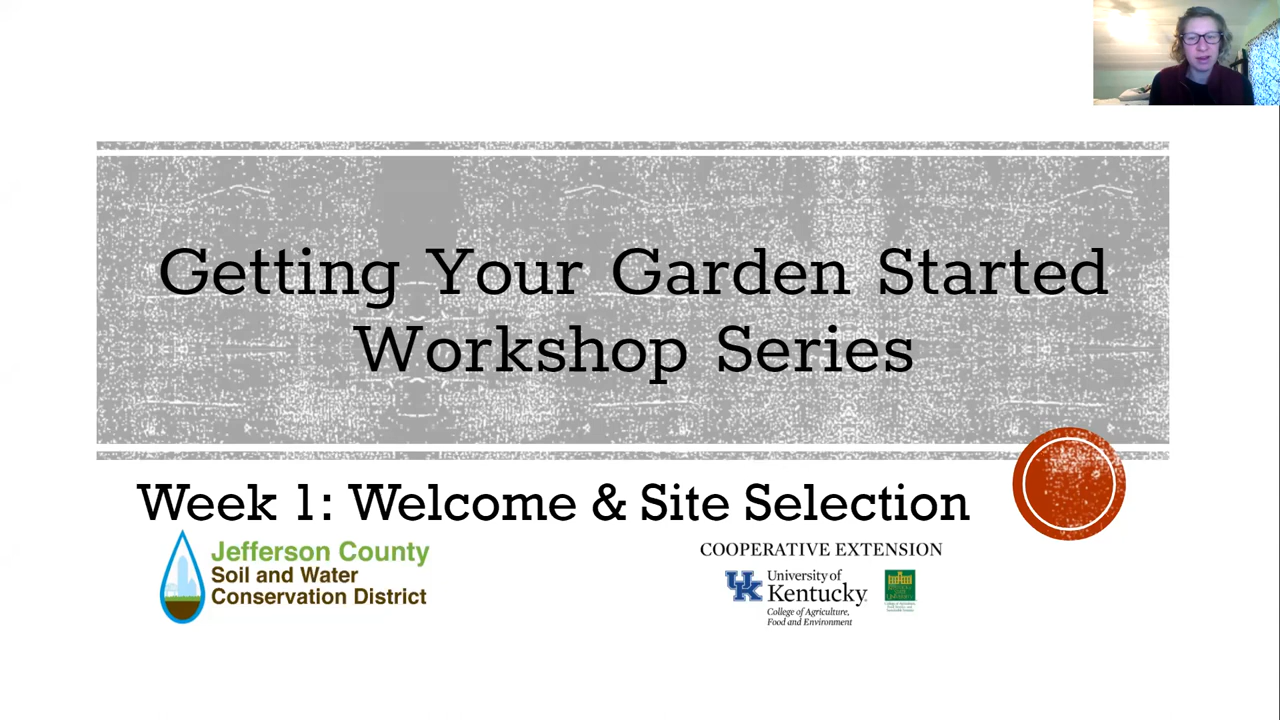 Getting Your Garden Started
Workshop Series
Week 1: Welcome & Site Selection
Jefferson County
Soil and Water
Conservation District
COOPERATIVE EXTENSION
UK
University of
Kentucky
College of Agriculture,
Food and Environment